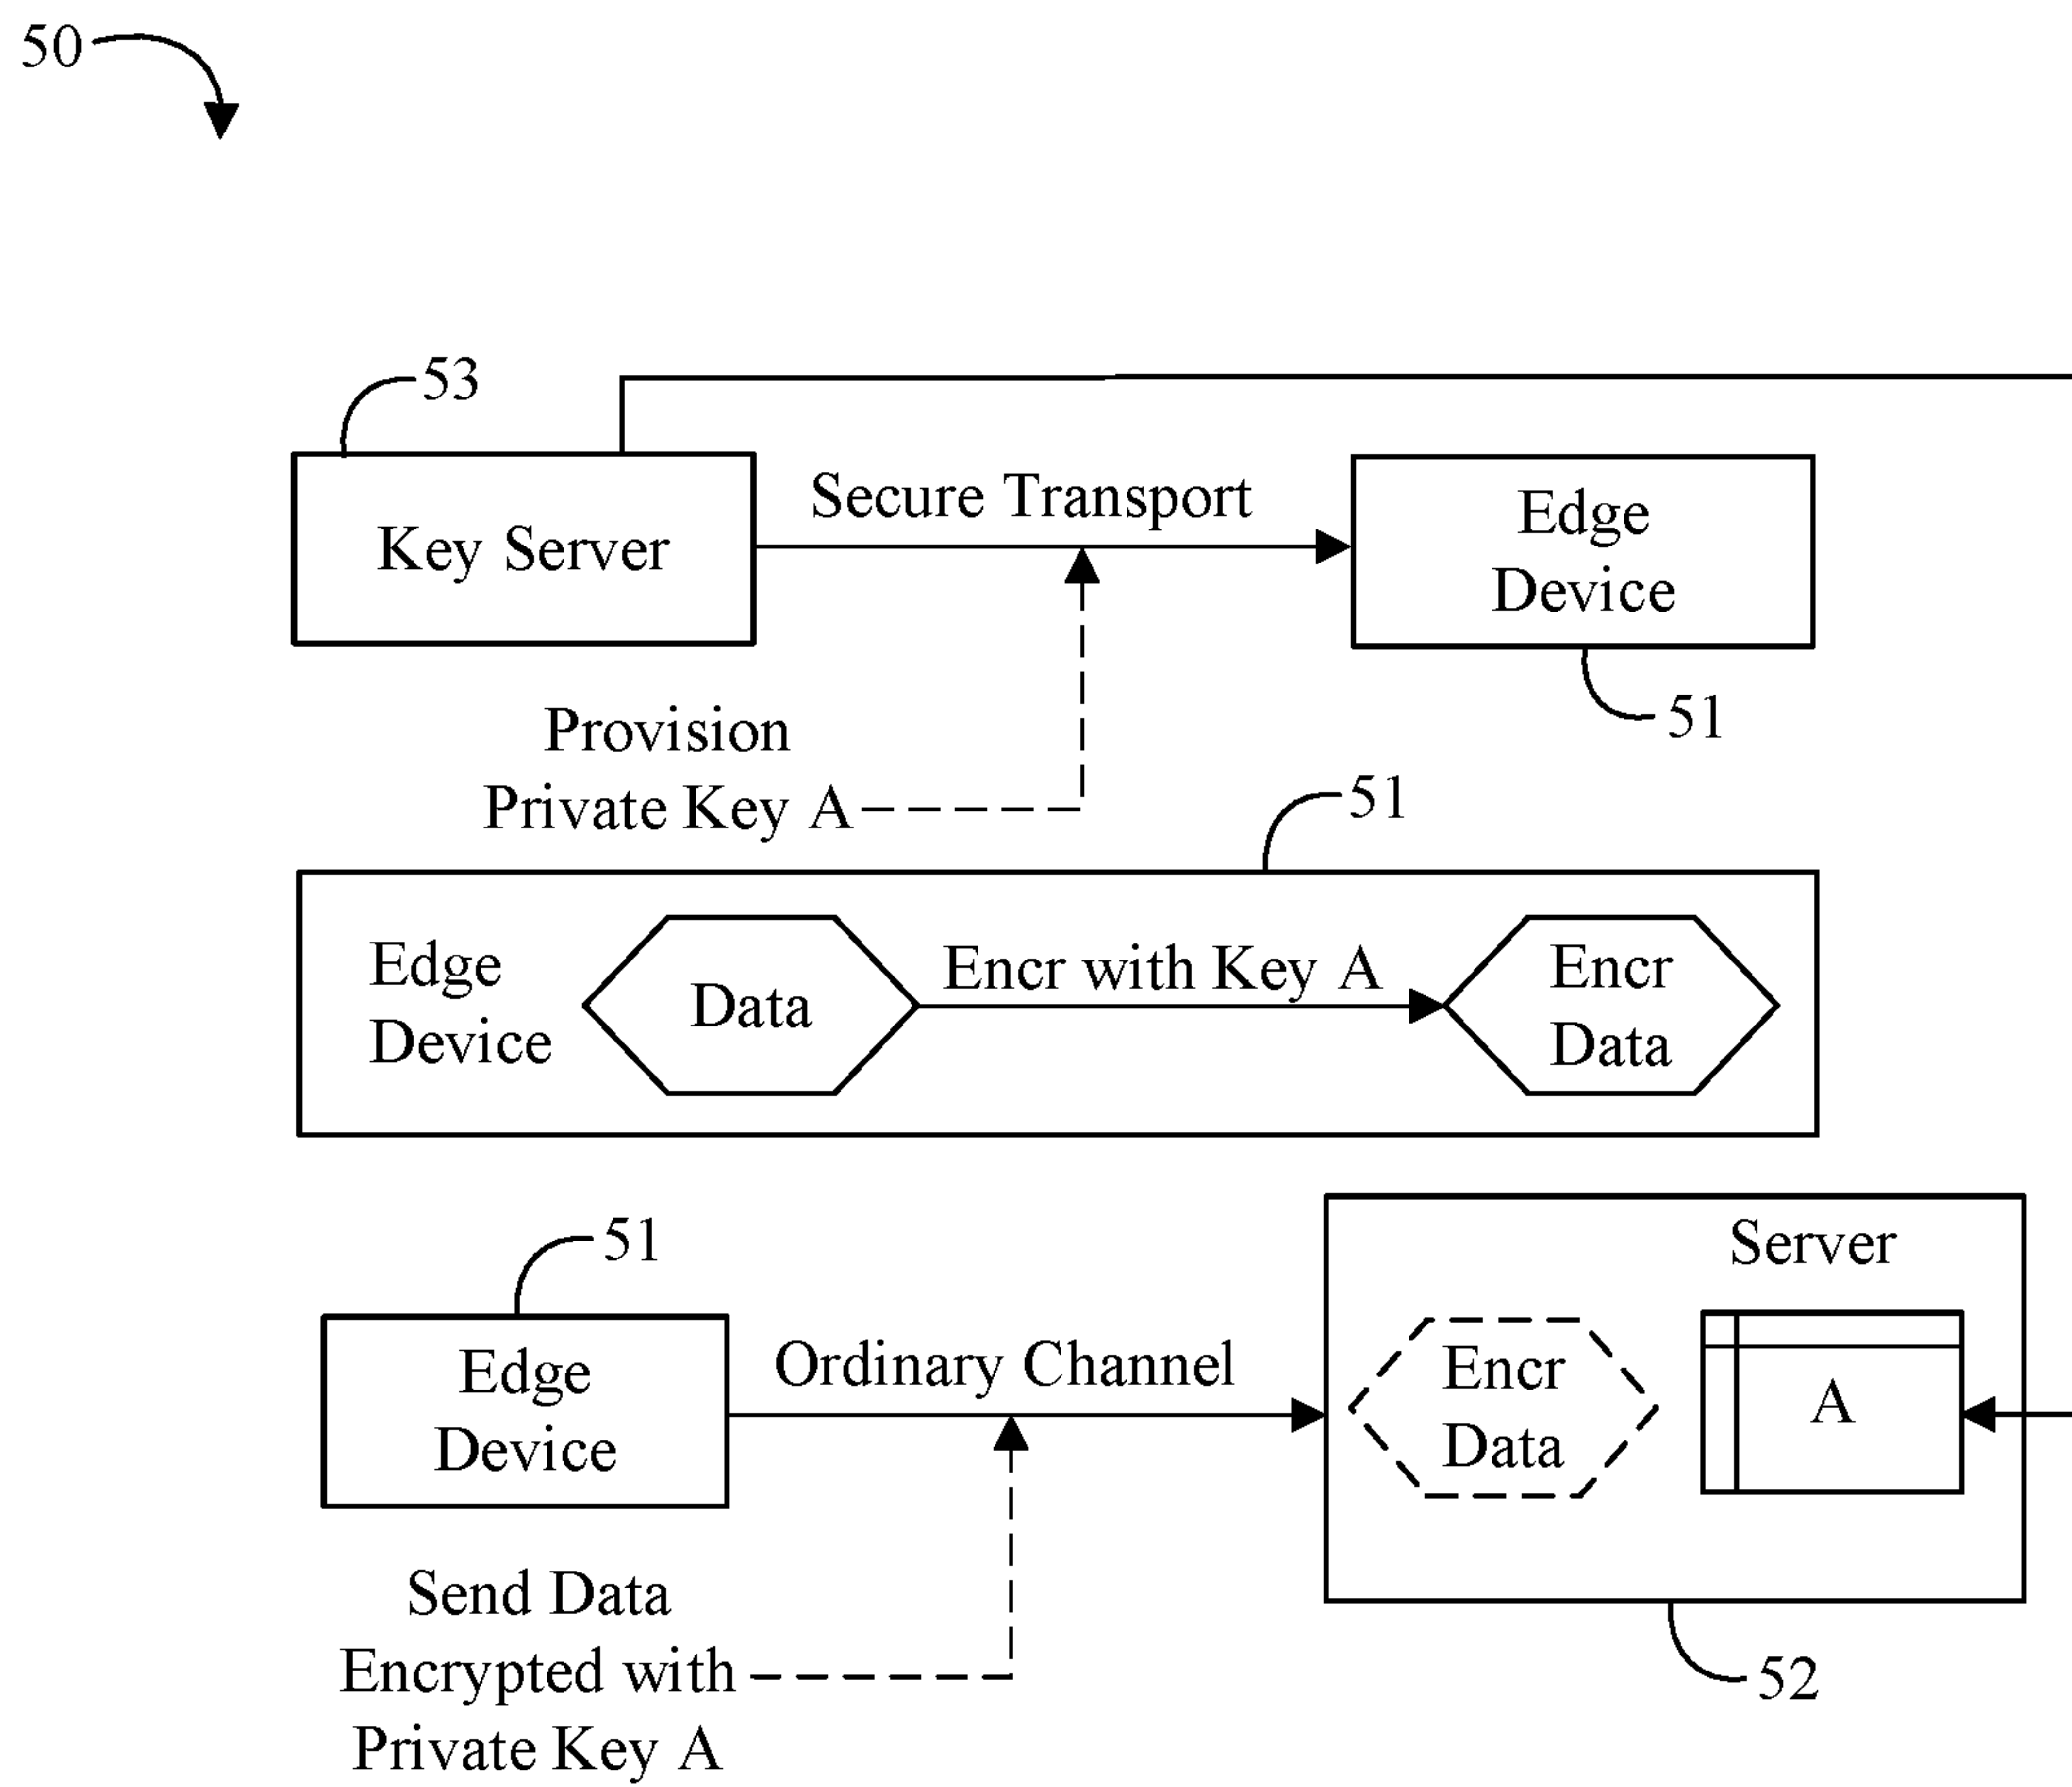 50
53
Key Server
Secure Transport
Edge
Device
51
Provision
Private Key A
51
Edge
Device
Data
Encr with Key A
Encr
Data
51
Edge
Device
Ordinary Channel
Server
Encr
Data
A
Send Data
Encrypted with
Private Key A
52